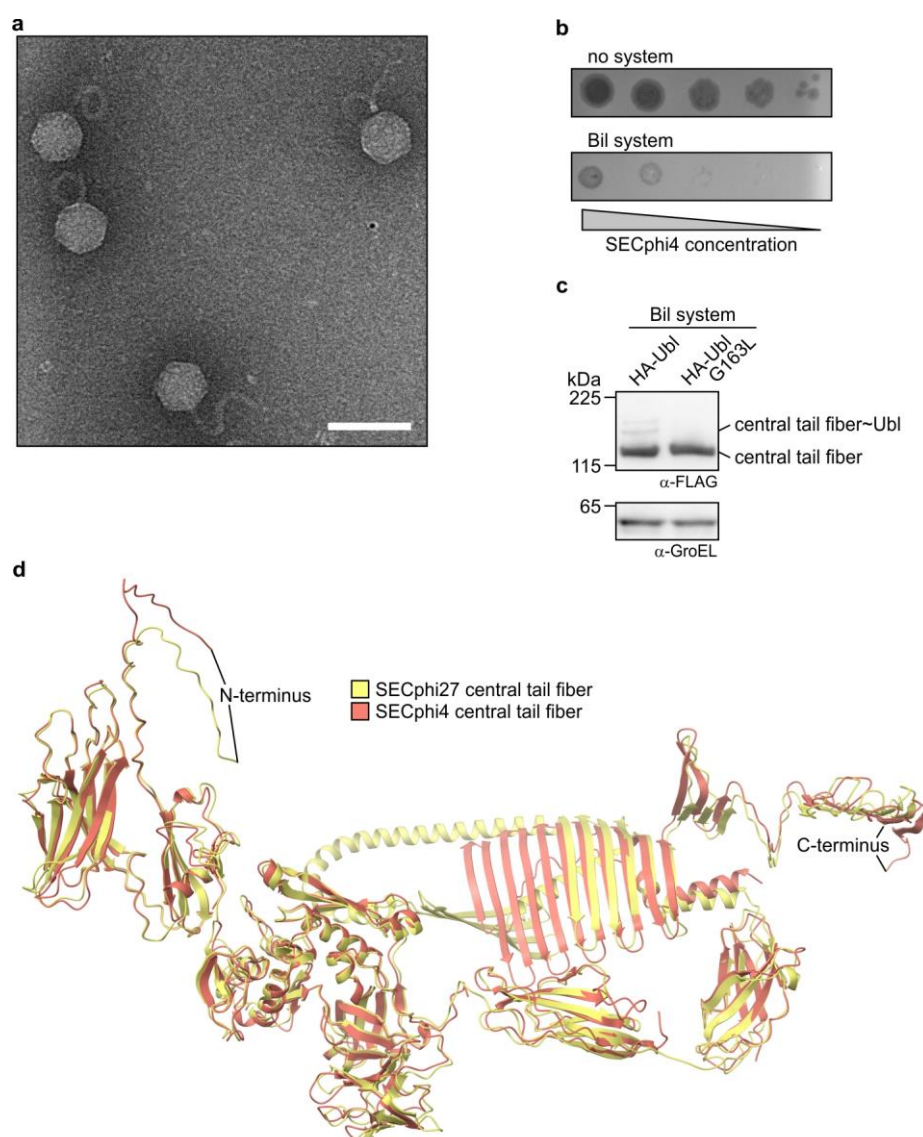 a
b
no system
Bil system
SECphi4 concentration
c
Bil system
HA-Ubl
HA-Ubl
G163L
kDa
225
central tail fiber~Ubl
central tail fiber
115
α-FLAG
65
α-GroEL
d
N-terminus
SECphi27 central tail fiber
SECphi4 central tail fiber
C-terminus